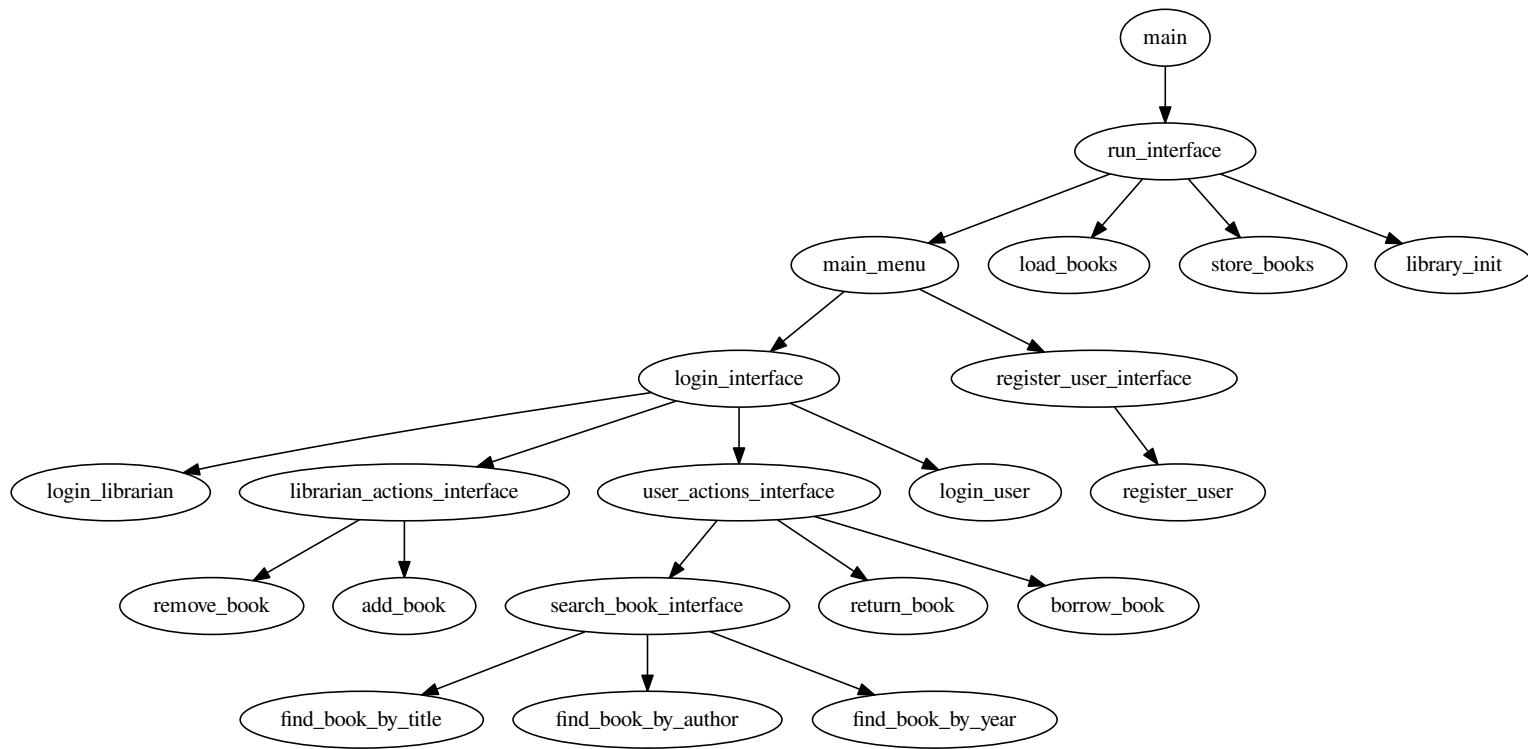 main
run_interface
main_menu
load_books
store_books
library_init
login_interface
register_user_interface
login_librarian
librarian_actions_interface
user_actions_interface
login_user
register_user
remove_book
add_book
search_book_interface
return_book
borrow_book
find_book_by_title
find_book_by_author
find_book_by_year